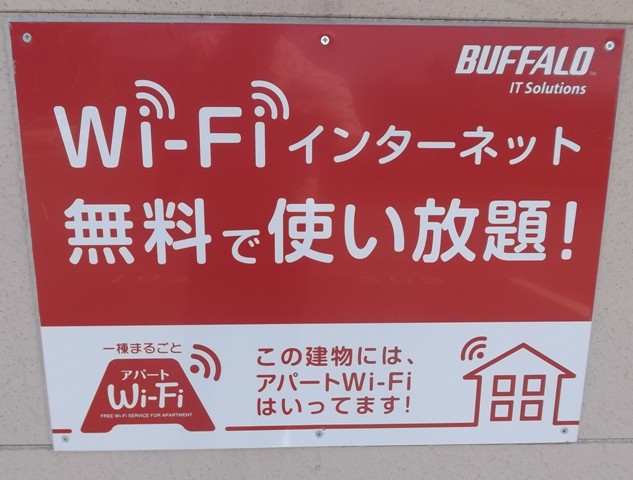 BUFFALO
IT Solutions
Wi-Fi インターネット
無料で使い放題!
一棟まるごと
アパート
Wi-Fi
FREE Wi-Fi SERVICE FOR APARTMENT
この建物には、
アパートWi-Fi
はいってます!